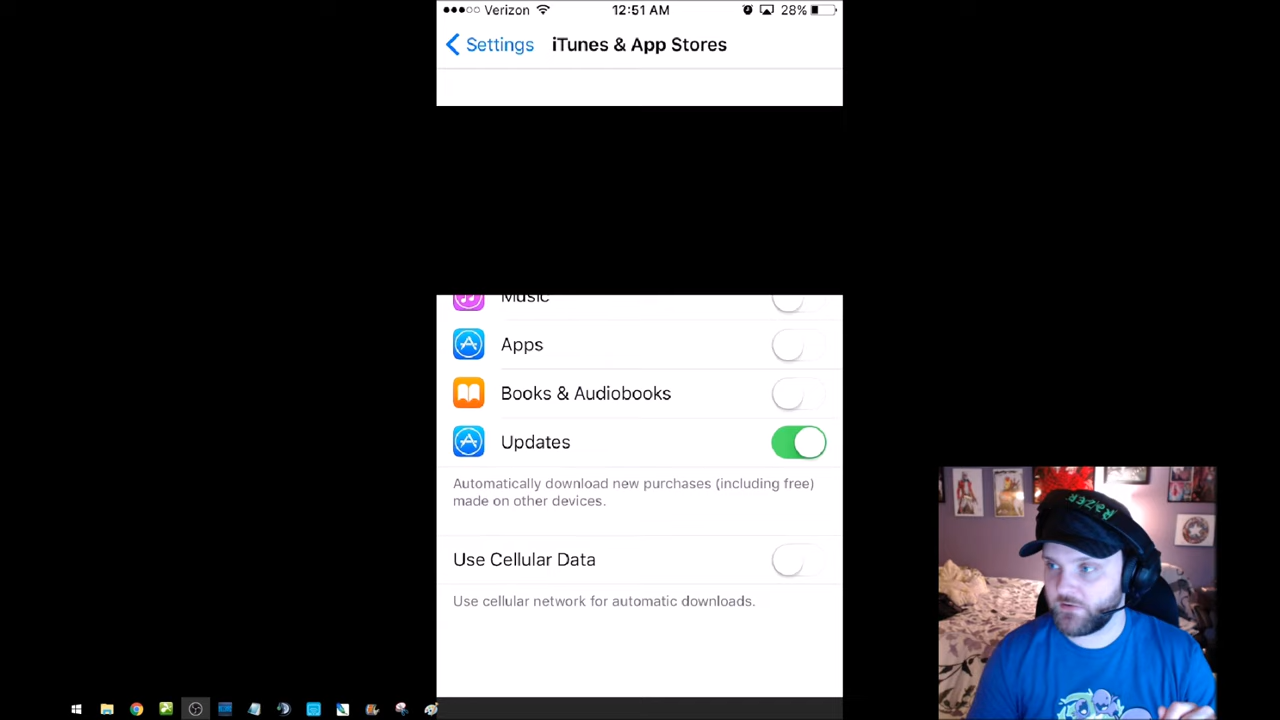 Verizon 12:51 AM 28%
Settings iTunes & App Stores
Music
Apps
Books & Audiobooks
Updates
Automatically download new purchases (including free)
made on other devices.
Use Cellular Data
Use cellular network for automatic downloads.
RAZER